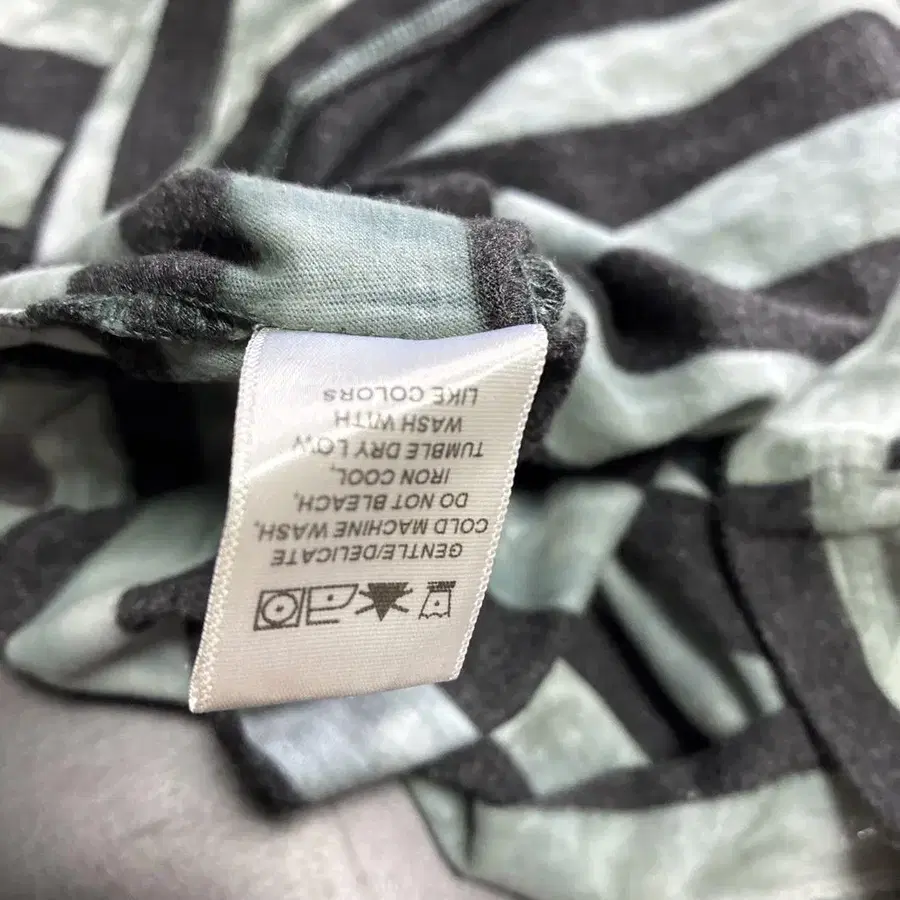 GENTLE/DELICATE
COLD MACHINE WASH,
DO NOT BLEACH,
IRON COOL,
TUMBLE DRY LOW
WASH WITH
LIKE COLORS